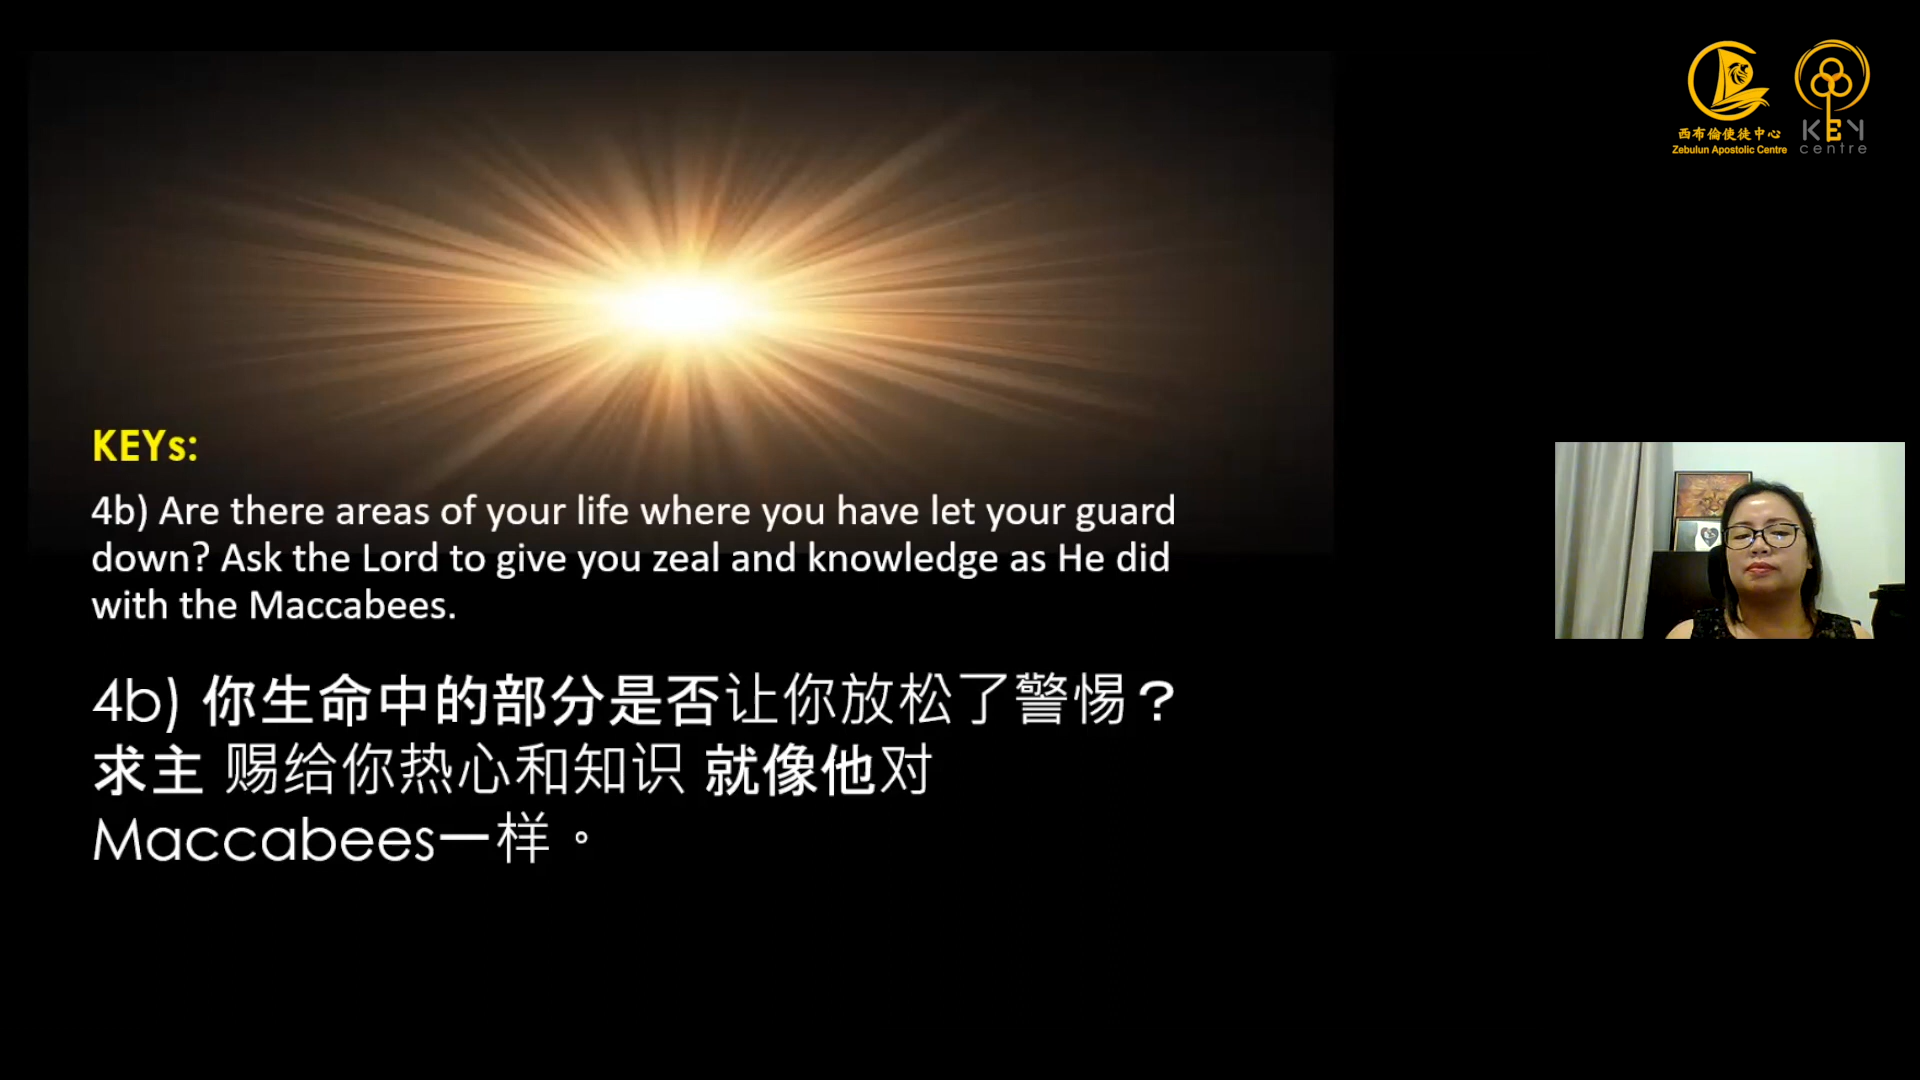 西布倫使徒中心
Zebulun Apostolic Centre
KEY
centre
KEYs:
4b) Are there areas of your life where you have let your guard
down? Ask the Lord to give you zeal and knowledge as He did
with the Maccabees.
4b) 你生命中的部分是否让你放松了警惕？
求主 赐给你热心和知识 就像他对
Maccabees一样。